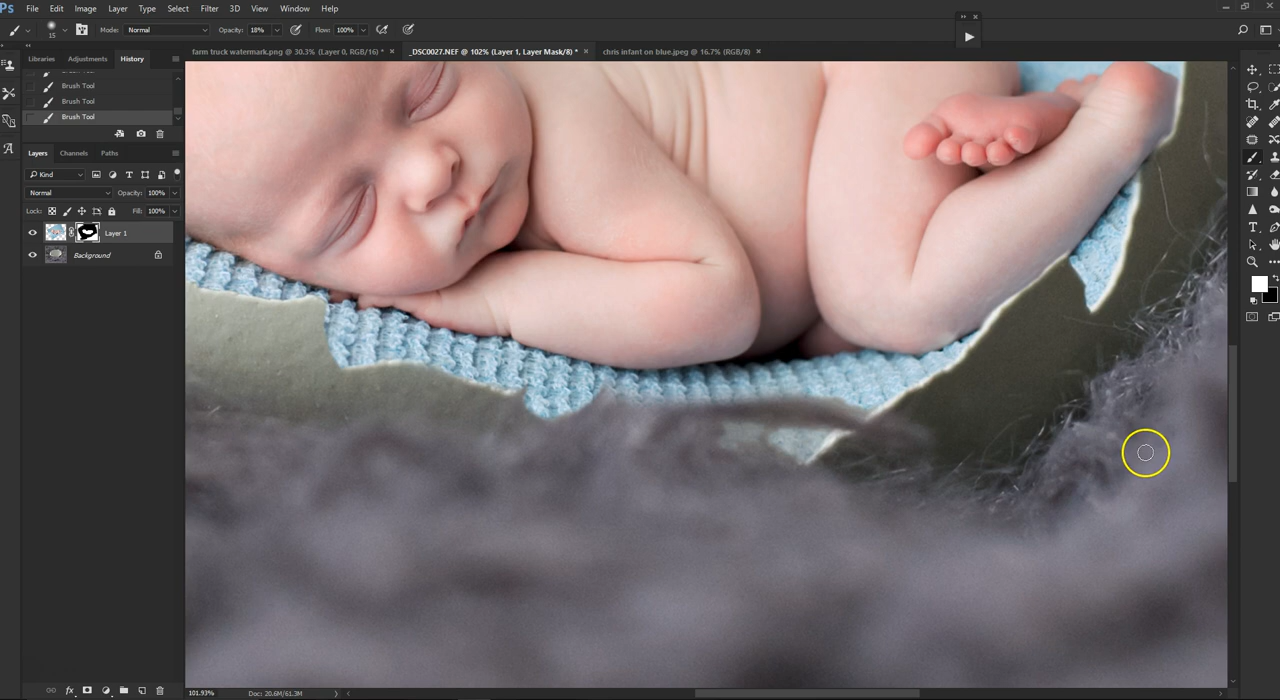 Ps File Edit Image Layer Type Select Filter 3D View Window Help
15 Mode: Normal Opacity: 18% Flow: 100%
farm truck watermark.png @ 30.3% (Layer 0, RGB/16) * × _DSC0027.NEF @ 102% (Layer 1, Layer Mask/8) * × chris infant on blue.jpeg @ 16.7% (RGB/8) ×
Libraries Adjustments History
Brush Tool
Brush Tool
Brush Tool
Layers Channels Paths
Kind
Normal Opacity: 100%
Lock: Fill: 100%
Layer 1
Background
101.93% Doc: 20.6M/61.3M